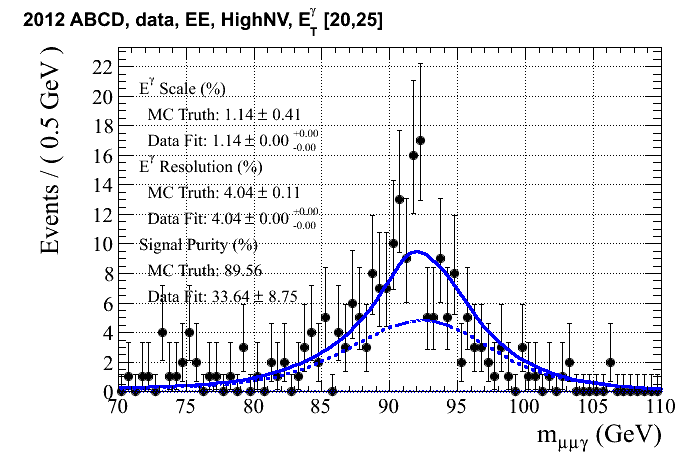 2012 ABCD, data, EE, HighNV, E_T^γ [20,25]
Events / ( 0.5 GeV )
22
20
18
16
14
12
10
8
6
4
2
0
E^γ Scale (%)
MC Truth: 1.14 ± 0.41
Data Fit: 1.14 ± 0.00 +0.00 -0.00
E^γ Resolution (%)
MC Truth: 4.04 ± 0.11
Data Fit: 4.04 ± 0.00 +0.00 -0.00
Signal Purity (%)
MC Truth: 89.56
Data Fit: 33.64 ± 8.75
70 75 80 85 90 95 100 105 110
m_μμγ (GeV)